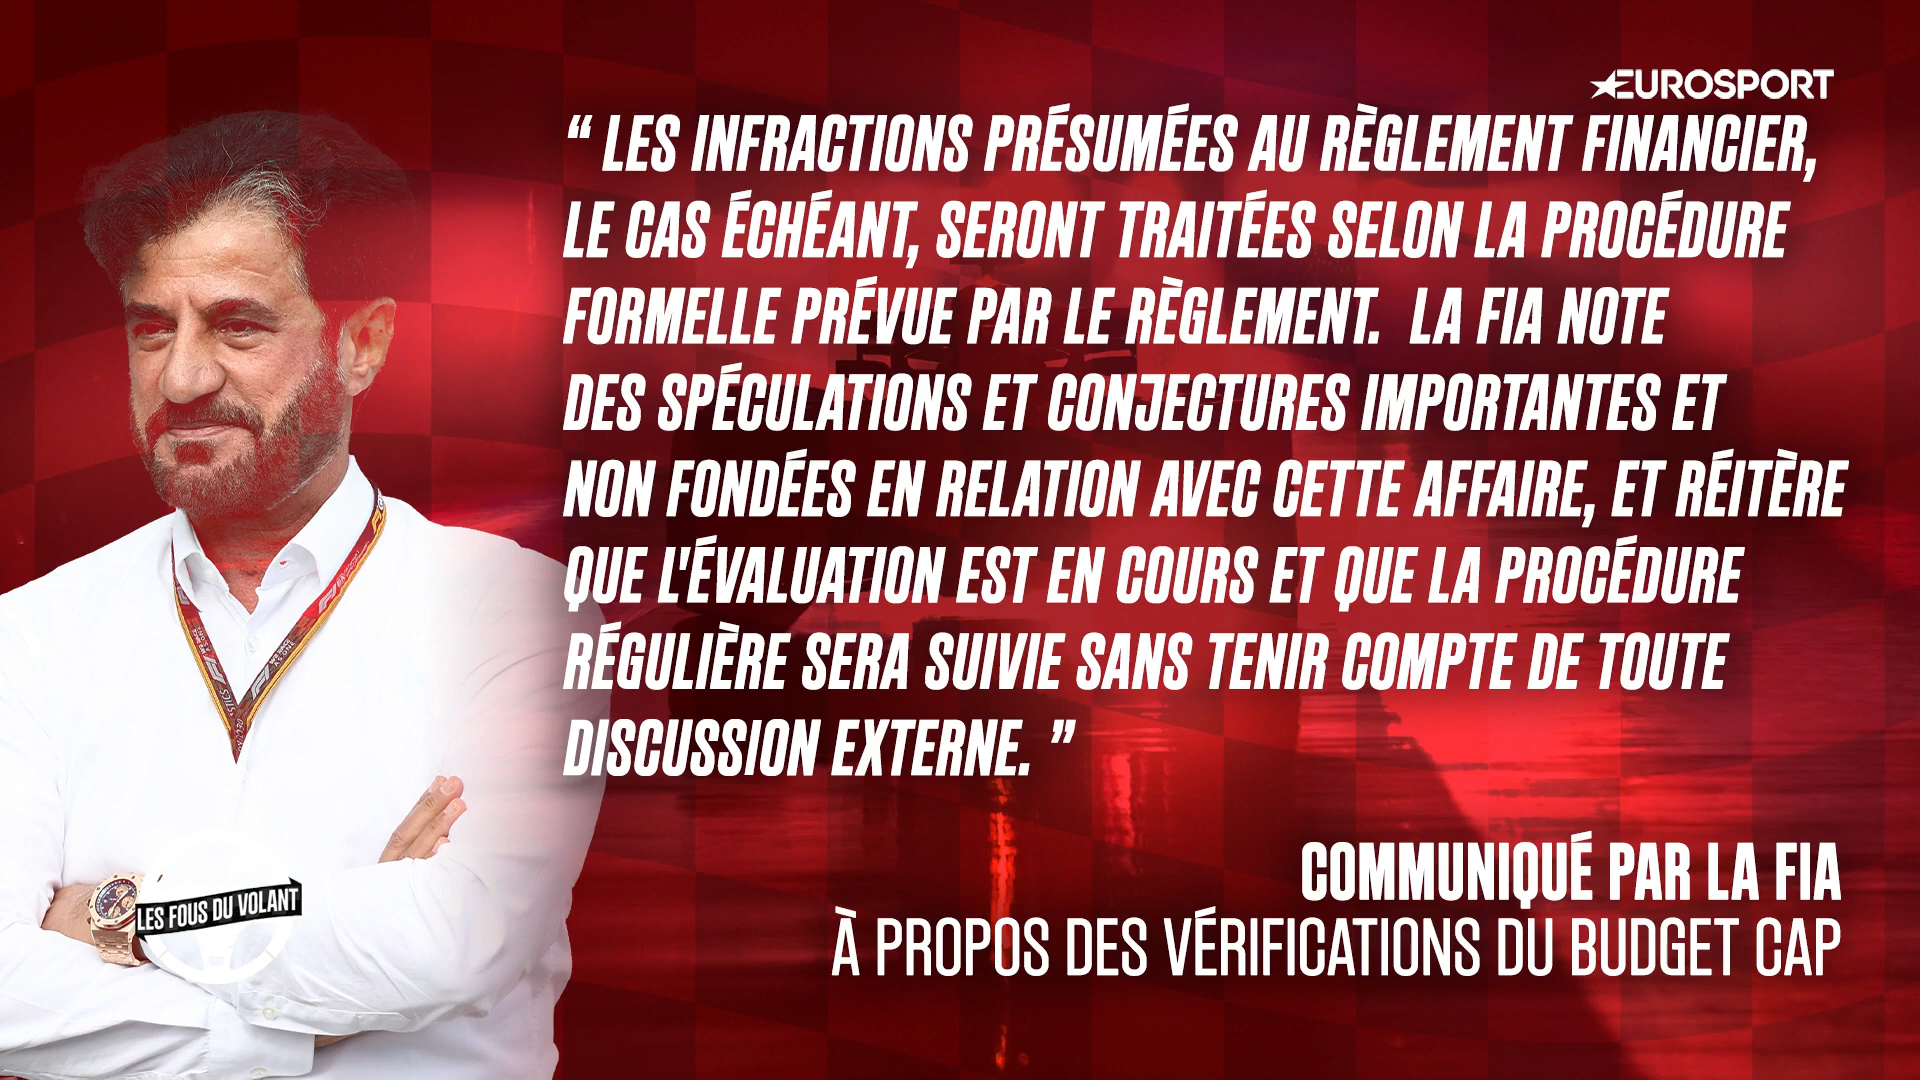 EUROSPORT
“ LES INFRACTIONS PRÉSUMÉES AU RÈGLEMENT FINANCIER,
LE CAS ÉCHÉANT, SERONT TRAITÉES SELON LA PROCÉDURE
FORMELLE PRÉVUE PAR LE RÈGLEMENT. LA FIA NOTE
DES SPÉCULATIONS ET CONJECTURES IMPORTANTES ET
NON FONDÉES EN RELATION AVEC CETTE AFFAIRE, ET RÉITÈRE
QUE L'ÉVALUATION EST EN COURS ET QUE LA PROCÉDURE
RÉGULIÈRE SERA SUIVIE SANS TENIR COMPTE DE TOUTE
DISCUSSION EXTERNE. ”
COMMUNIQUÉ PAR LA FIA
À PROPOS DES VÉRIFICATIONS DU BUDGET CAP
LES FOUS DU VOLANT